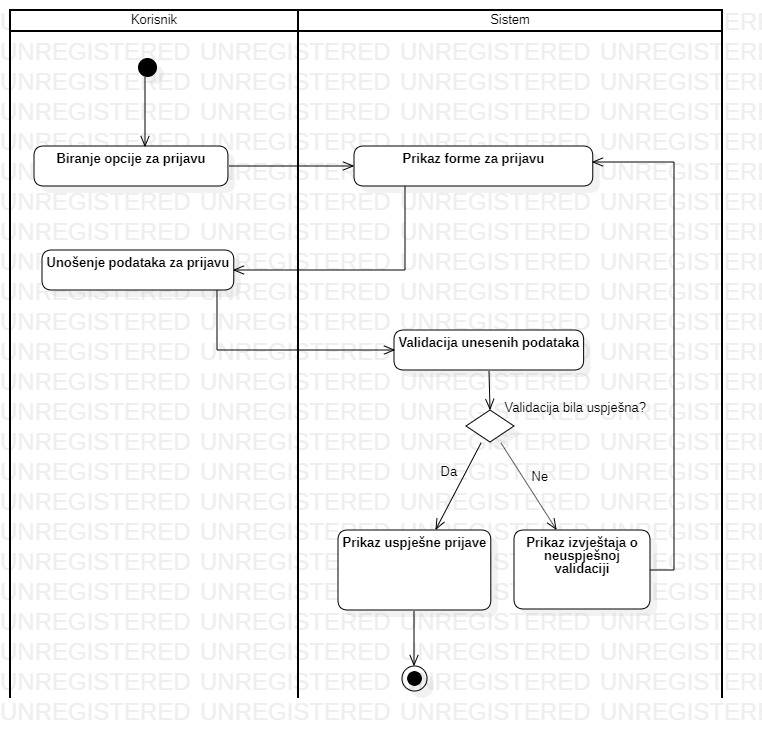 Korisnik
Sistem
Biranje opcije za prijavu
Prikaz forme za prijavu
Unošenje podataka za prijavu
Validacija unesenih podataka
Validacija bila uspješna?
Da
Ne
Prikaz uspješne prijave
Prikaz izvještaja o
neuspješnoj
validaciji
UNREGISTERED UNREGISTERED UNREGISTERED UNREGISTERI